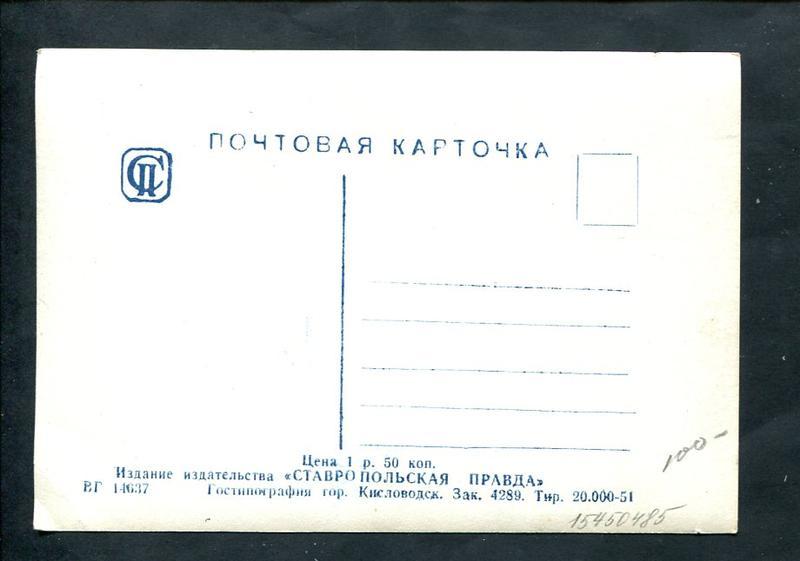 ПОЧТОВАЯ КАРТОЧКА
СП
Цена 1 р. 50 коп.
Издание издательства «СТАВРОПОЛЬСКАЯ ПРАВДА»
ВГ 14637 Гостипография гор. Кисловодск. Зак. 4289. Тир. 20.000-51
100-
15450485